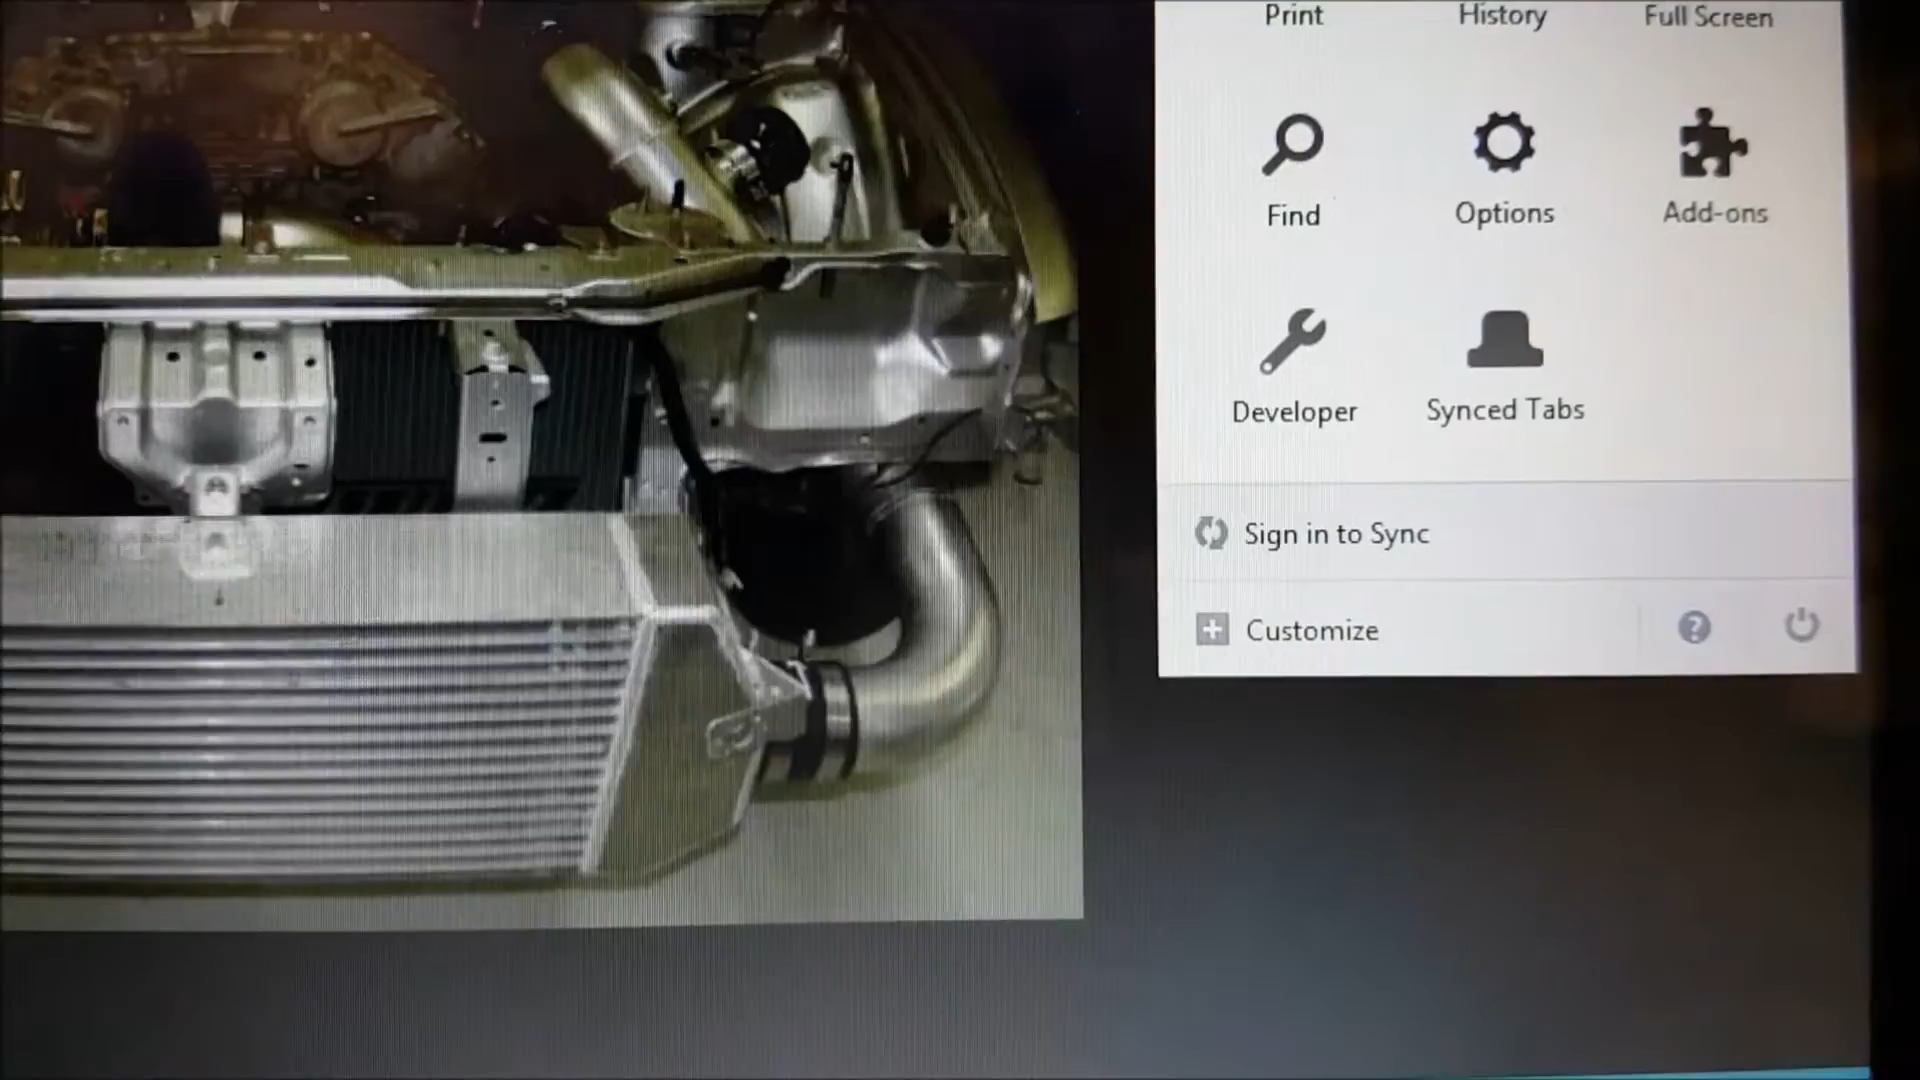 Print History Full Screen
Find Options Add-ons
Developer Synced Tabs
Sign in to Sync
Customize